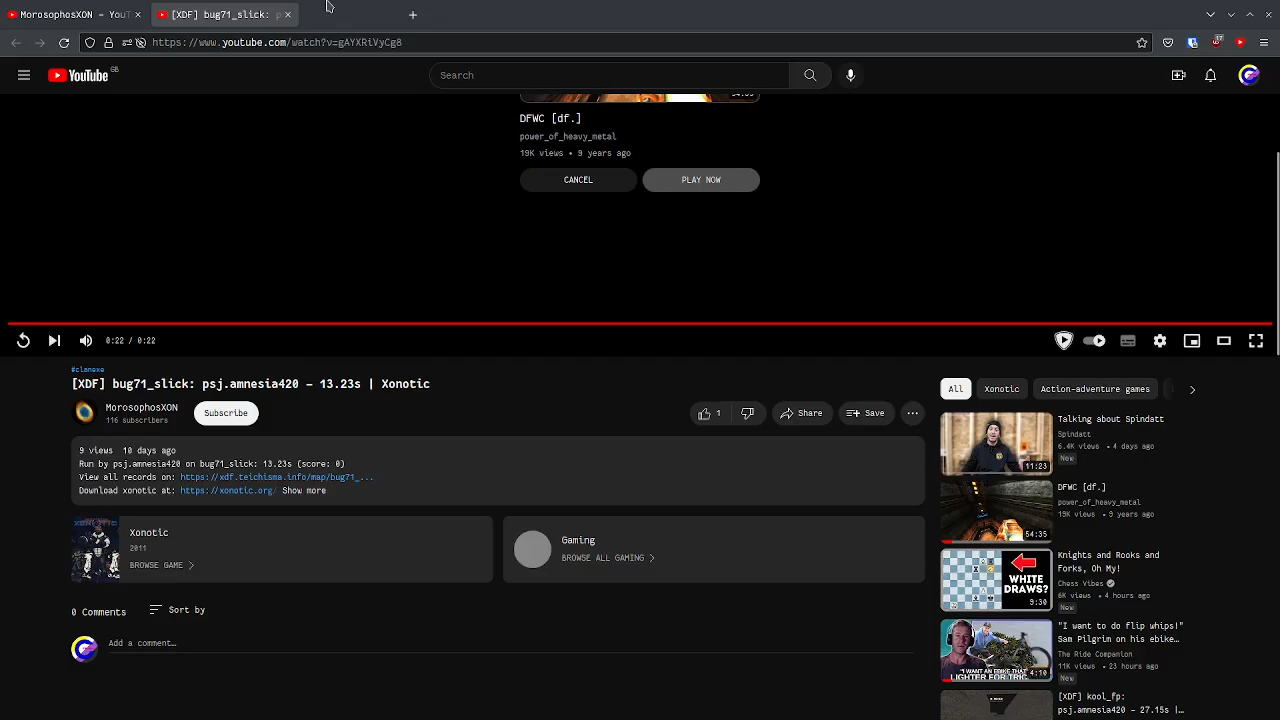 MorosophosXON – YouT
[XDF] bug71_slick: p
https://www.youtube.com/watch?v=gAYXRiVyCg8
YouTube GB
Search
DFWC [df.]
power_of_heavy_metal
19K views • 9 years ago
CANCEL
PLAY NOW
0:22 / 0:22
#clanexe
[XDF] bug71_slick: psj.amnesia420 – 13.23s | Xonotic
MorosophosXON
116 subscribers
Subscribe
1
Share
Save
9 views 10 days ago
Run by psj.amnesia420 on bug71_slick: 13.23s (score: 0)
View all records on: https://xdf.teichisma.info/map/bug71_...
Download xonotic at: https://xonotic.org/ Show more
Xonotic
2011
BROWSE GAME
Gaming
BROWSE ALL GAMING
0 Comments
Sort by
Add a comment…
All
Xonotic
Action-adventure games
Talking about Spindatt
Spindatt
6.4K views • 4 days ago
New
11:23
DFWC [df.]
power_of_heavy_metal
19K views • 9 years ago
54:35
Knights and Rooks and
Forks, Oh My!
Chess Vibes
6K views • 4 hours ago
New
WHITE
DRAWS?
9:30
"I want to do flip whips!"
Sam Pilgrim on his ebike…
The Ride Companion
11K views • 23 hours ago
New
"I WANT AN EBIKE THAT
LIGHTER FOR TRIC
4:10
[XDF] kool_fp:
psj.amnesia420 – 27.15s |…